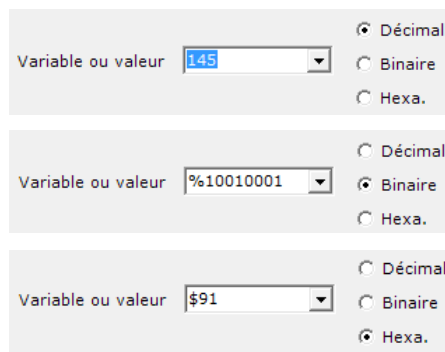 Décimal
Variable ou valeur 145
Binaire
Hexa.
Décimal
Variable ou valeur %10010001
Binaire
Hexa.
Décimal
Variable ou valeur $91
Binaire
Hexa.